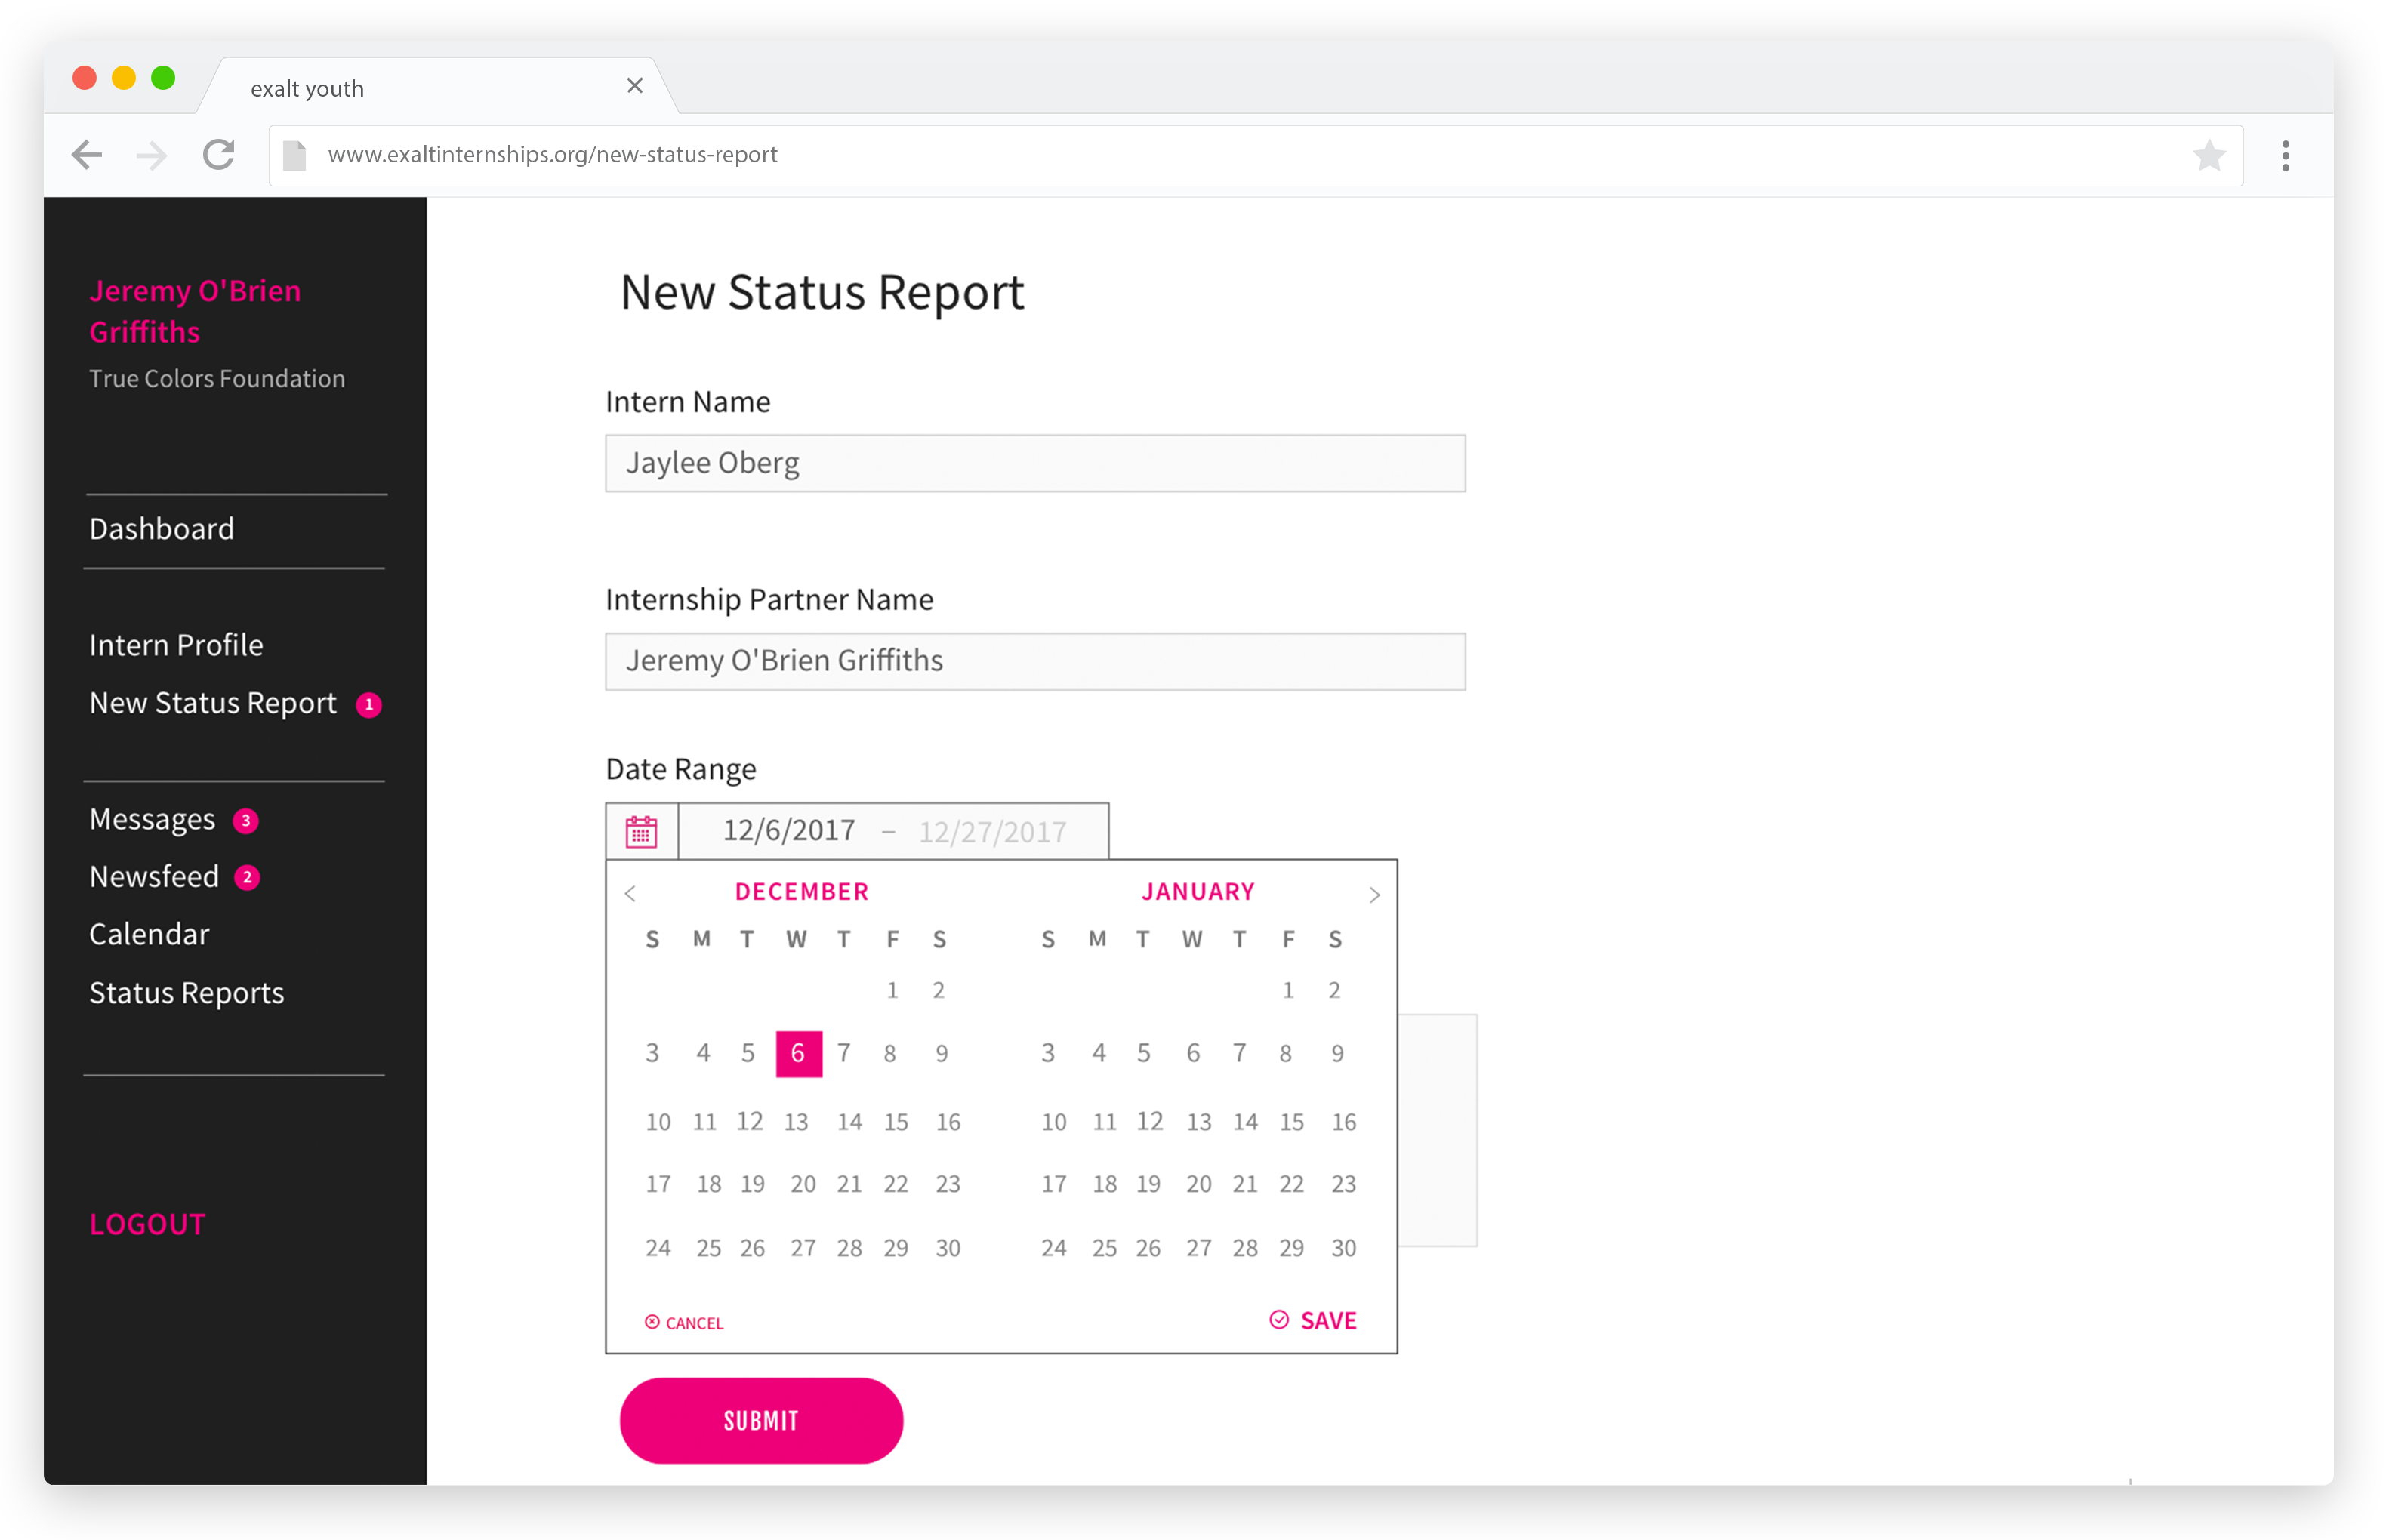 exalt youth
www.exaltinternships.org/new-status-report
Jeremy O'Brien
Griffiths
True Colors Foundation
Dashboard
Intern Profile
New Status Report 1
Messages 3
Newsfeed 2
Calendar
Status Reports
LOGOUT
New Status Report
Intern Name
Jaylee Oberg
Internship Partner Name
Jeremy O'Brien Griffiths
Date Range
12/6/2017 – 12/27/2017
< DECEMBER JANUARY >
S M T W T F S S M T W T F S
1 2 1 2
3 4 5 6 7 8 9 3 4 5 6 7 8 9
10 11 12 13 14 15 16 10 11 12 13 14 15 16
17 18 19 20 21 22 23 17 18 19 20 21 22 23
24 25 26 27 28 29 30 24 25 26 27 28 29 30
CANCEL SAVE
SUBMIT